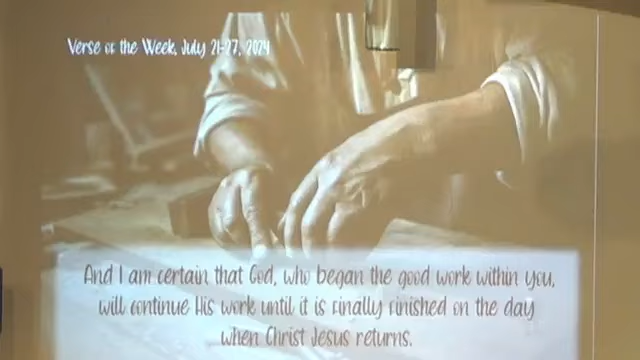 Verse of the Week, July 21-27, 2024
And I am certain that God, who began the good work within you,
will continue His work until it is finally finished on the day
when Christ Jesus returns.